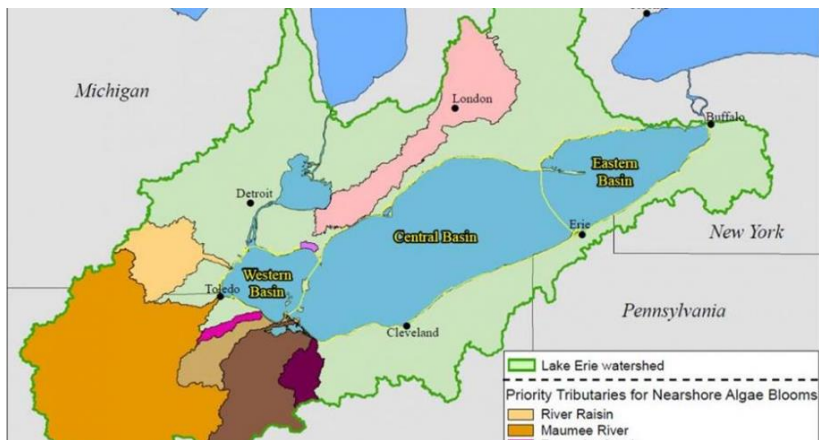 Michigan
London
Buffalo
Eastern
Basin
Detroit
Central Basin
Erie
New York
Western
Basin
Toledo
Pennsylvania
Cleveland
Lake Erie watershed
Priority Tributaries for Nearshore Algae Blooms
River Raisin
Maumee River